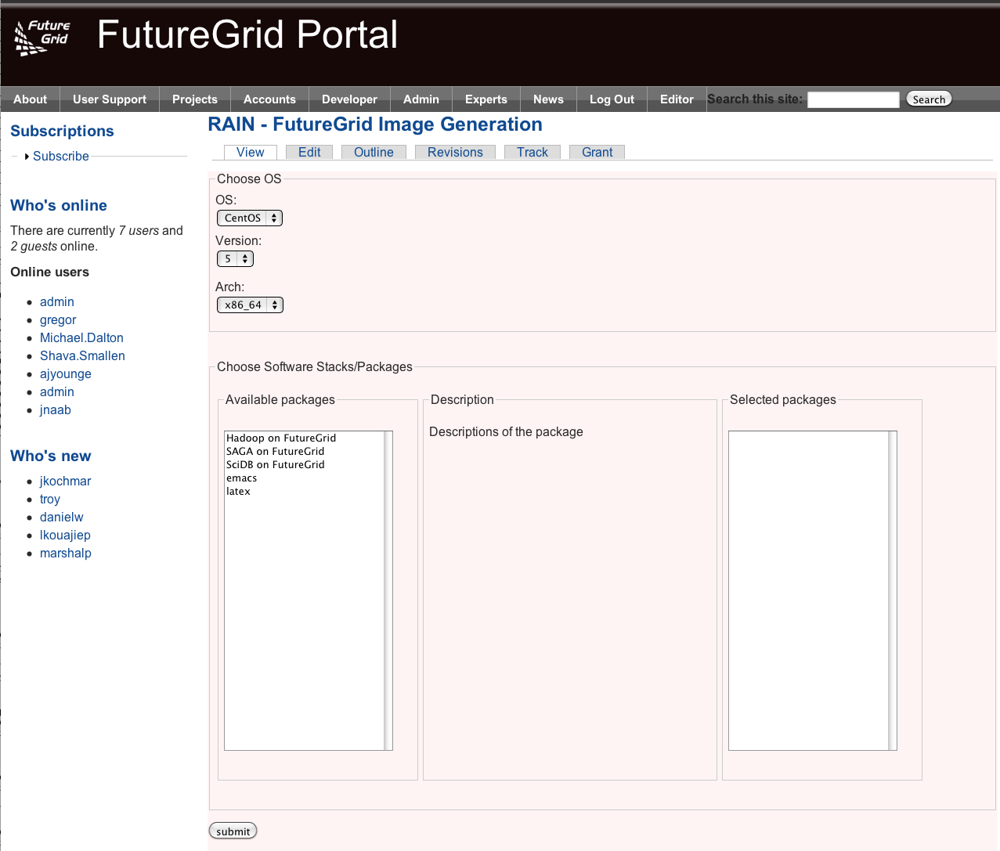 Future
Grid
FutureGrid Portal
About User Support Projects Accounts Developer Admin Experts News Log Out Editor Search this site: Search
Subscriptions
Subscribe
Who's online
There are currently 7 users and
2 guests online.
Online users
admin
gregor
Michael.Dalton
Shava.Smallen
ajyounge
admin
jnaab
Who's new
jkochmar
troy
danielw
lkouajiep
marshalp
RAIN - FutureGrid Image Generation
View Edit Outline Revisions Track Grant
Choose OS
OS:
CentOS
Version:
5
Arch:
x86_64
Choose Software Stacks/Packages
Available packages
Hadoop on FutureGrid
SAGA on FutureGrid
SciDB on FutureGrid
emacs
latex
Description
Descriptions of the package
Selected packages
submit